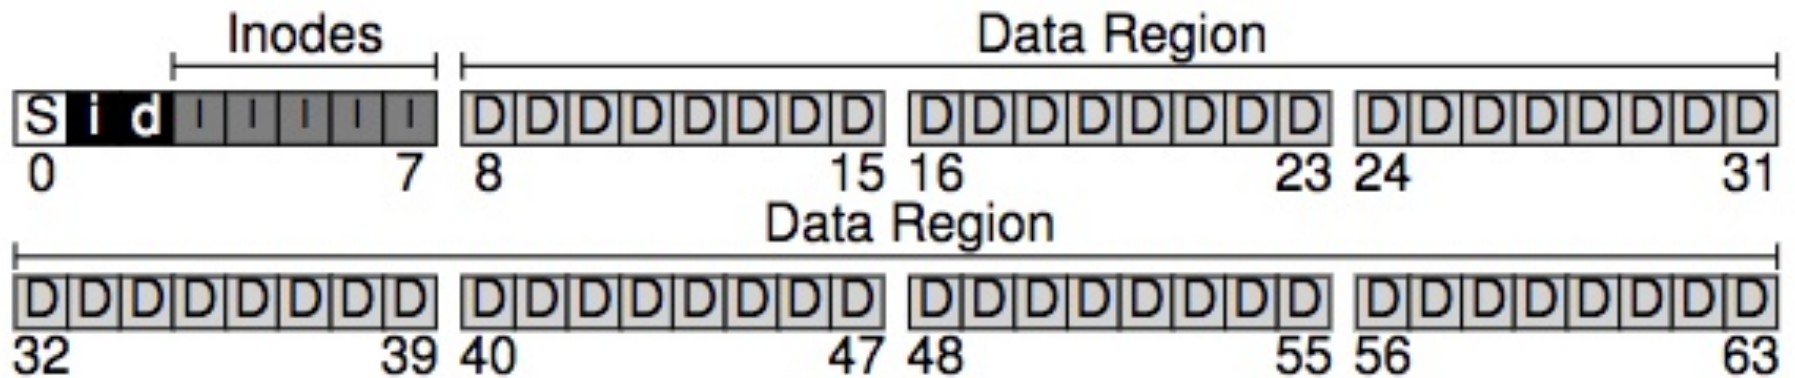 Inodes Data Region
S i d I I I I I D D D D D D D D D D D D D D D D D D D D D D D D
0 7 8 15 16 23 24 31
Data Region
D D D D D D D D D D D D D D D D D D D D D D D D D D D D D D D D
32 39 40 47 48 55 56 63